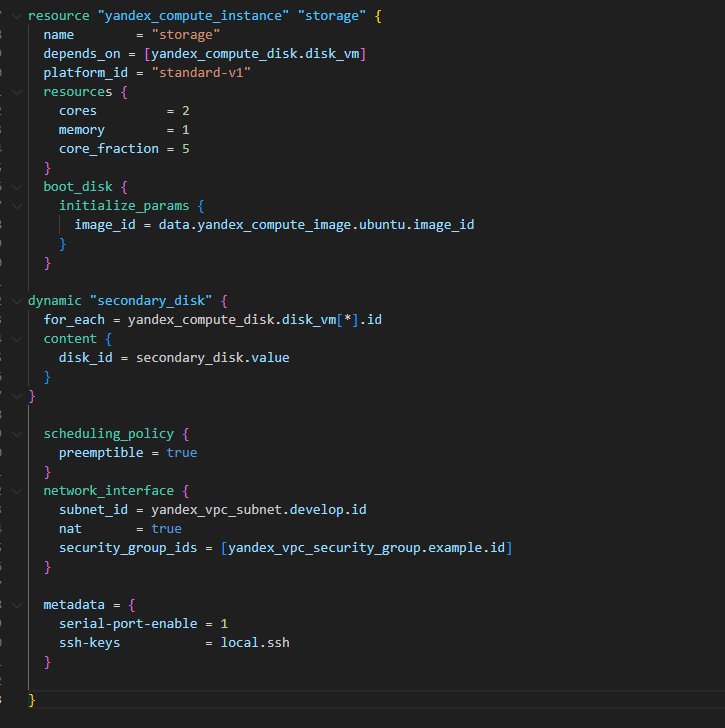 resource "yandex_compute_instance" "storage" {
  name        = "storage"
  depends_on = [yandex_compute_disk.disk_vm]
  platform_id = "standard-v1"
  resources {
    cores         = 2
    memory        = 1
    core_fraction = 5
  }
  boot_disk {
    initialize_params {
      image_id = data.yandex_compute_image.ubuntu.image_id
    }
  }

dynamic "secondary_disk" {
  for_each = yandex_compute_disk.disk_vm[*].id
  content {
    disk_id = secondary_disk.value
  }
}

  scheduling_policy {
    preemptible = true
  }
  network_interface {
    subnet_id = yandex_vpc_subnet.develop.id
    nat       = true
    security_group_ids = [yandex_vpc_security_group.example.id]
  }

  metadata = {
    serial-port-enable = 1
    ssh-keys           = local.ssh
  }

}